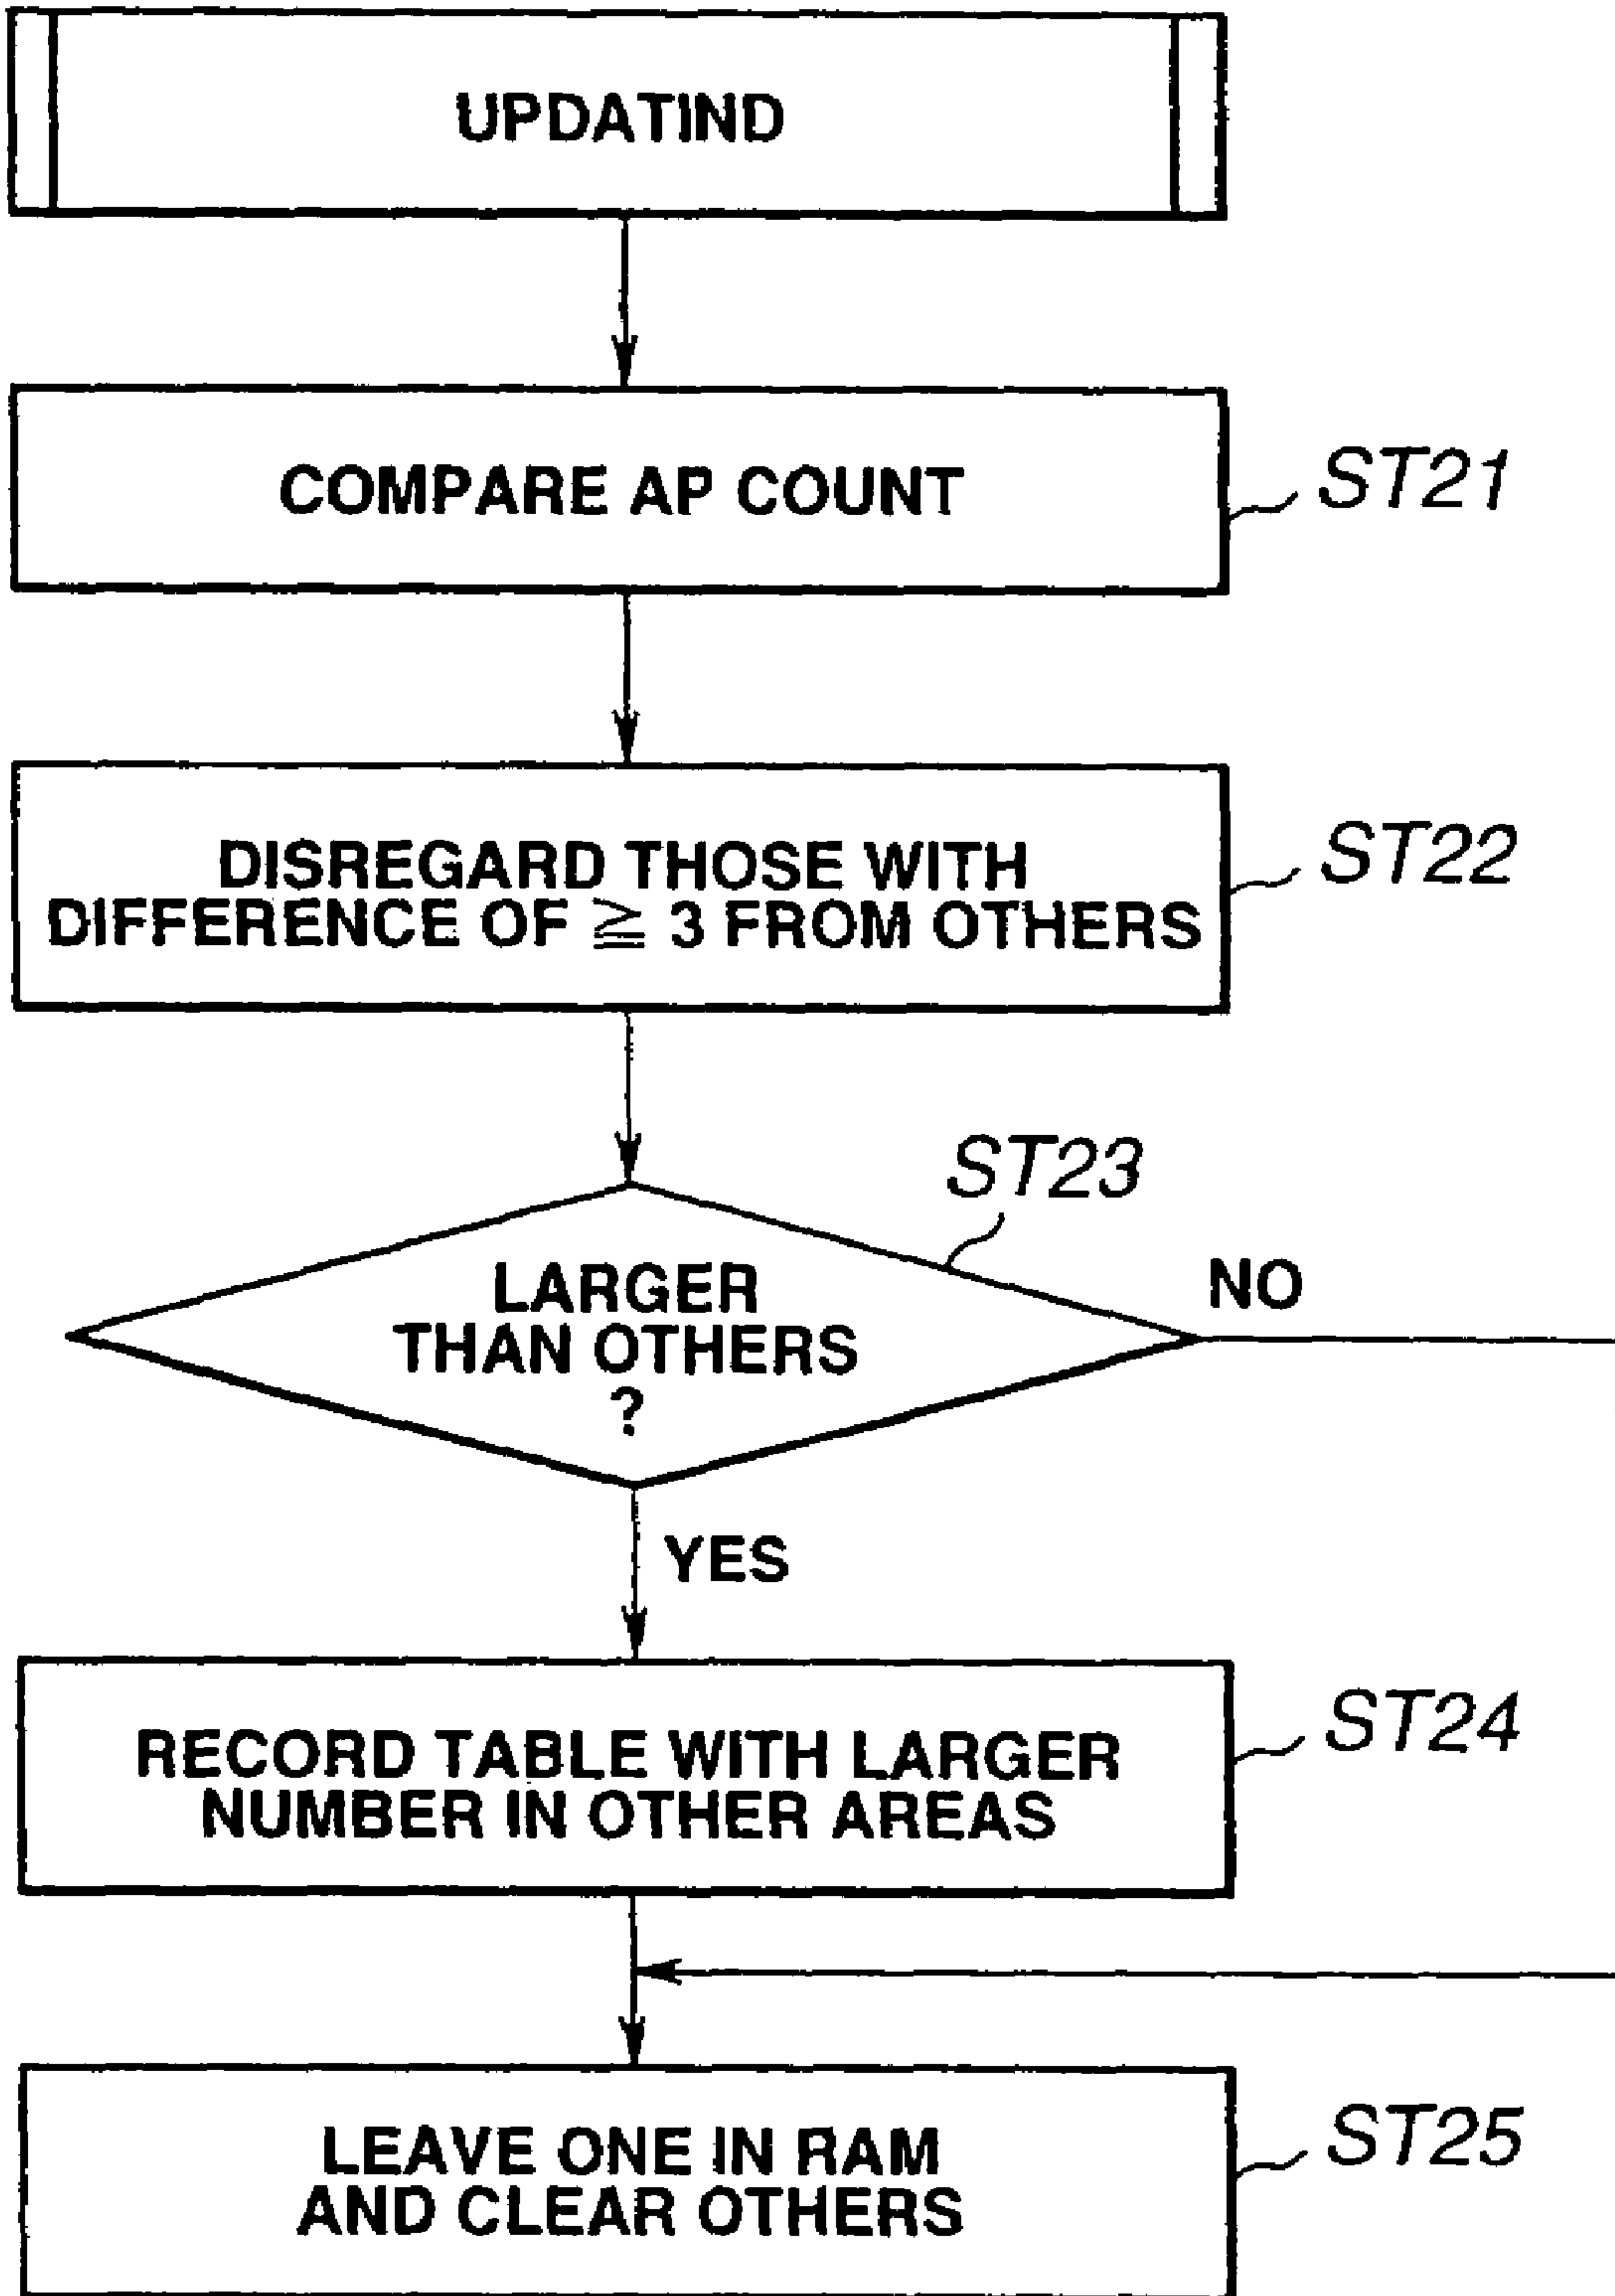 UPDATIND
COMPARE AP COUNT
ST21
DISREGARD THOSE WITH
DIFFERENCE OF ≧ 3 FROM OTHERS
ST22
ST23
LARGER
THAN OTHERS
?
NO
YES
RECORD TABLE WITH LARGER
NUMBER IN OTHER AREAS
ST24
LEAVE ONE IN RAM
AND CLEAR OTHERS
ST25